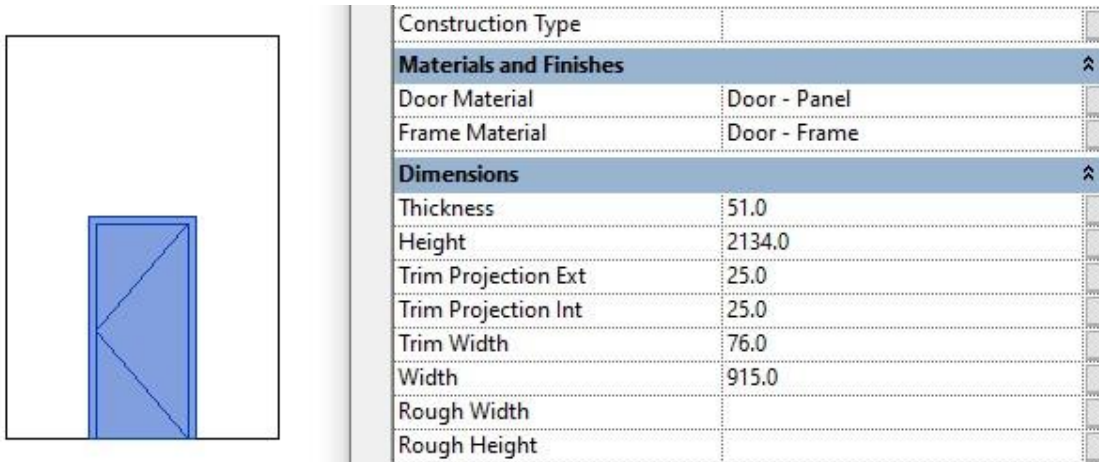 Construction Type
Materials and Finishes
Door Material Door - Panel
Frame Material Door - Frame
Dimensions
Thickness 51.0
Height 2134.0
Trim Projection Ext 25.0
Trim Projection Int 25.0
Trim Width 76.0
Width 915.0
Rough Width
Rough Height